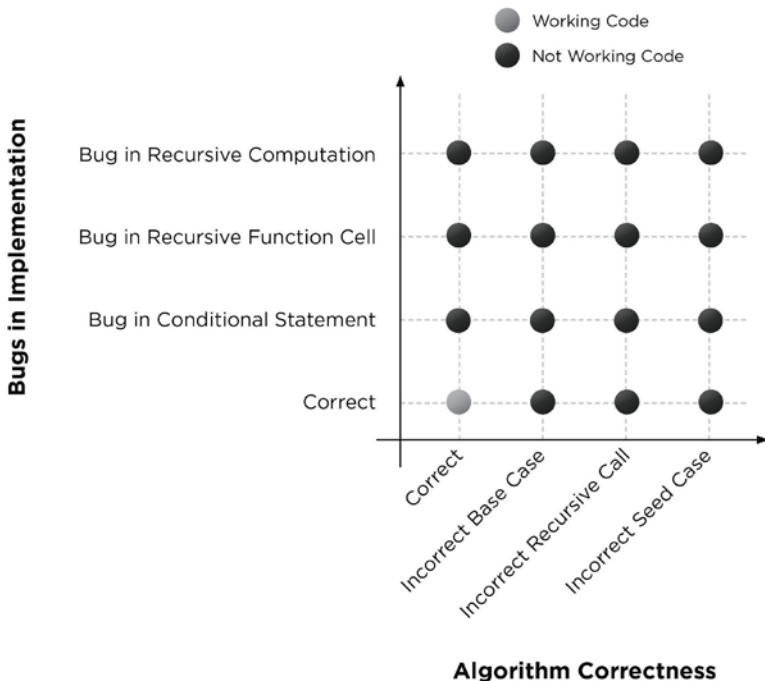 Working Code
Not Working Code
Bugs in Implementation
Bug in Recursive Computation
Bug in Recursive Function Cell
Bug in Conditional Statement
Correct
Correct
Incorrect Base Case
Incorrect Recursive Call
Incorrect Seed Case
Algorithm Correctness